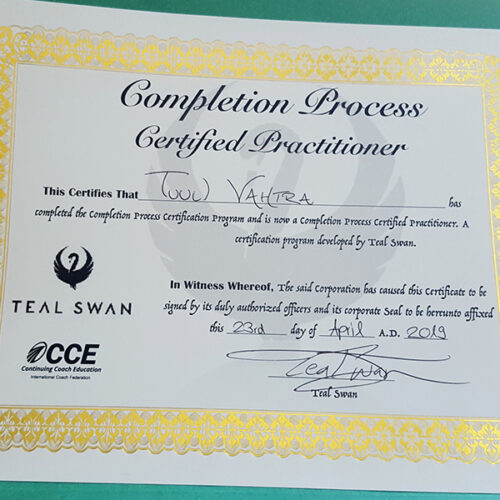 Completion Process
Certified Practitioner
This Certifies That Tuuli Vahtra has
completed the Completion Process Certification Program and is now a Completion Process Certified Practitioner. A
certification program developed by Teal Swan.
In Witness Whereof, The said Corporation has caused this Certificate to be
signed by its duly authorized officers and its corporate Seal to be hereunto affixed
this 23rd day of April A.D. 2019
Teal Swan
Teal Swan
TEAL SWAN
CCE
Continuing Coach Education
International Coach Federation